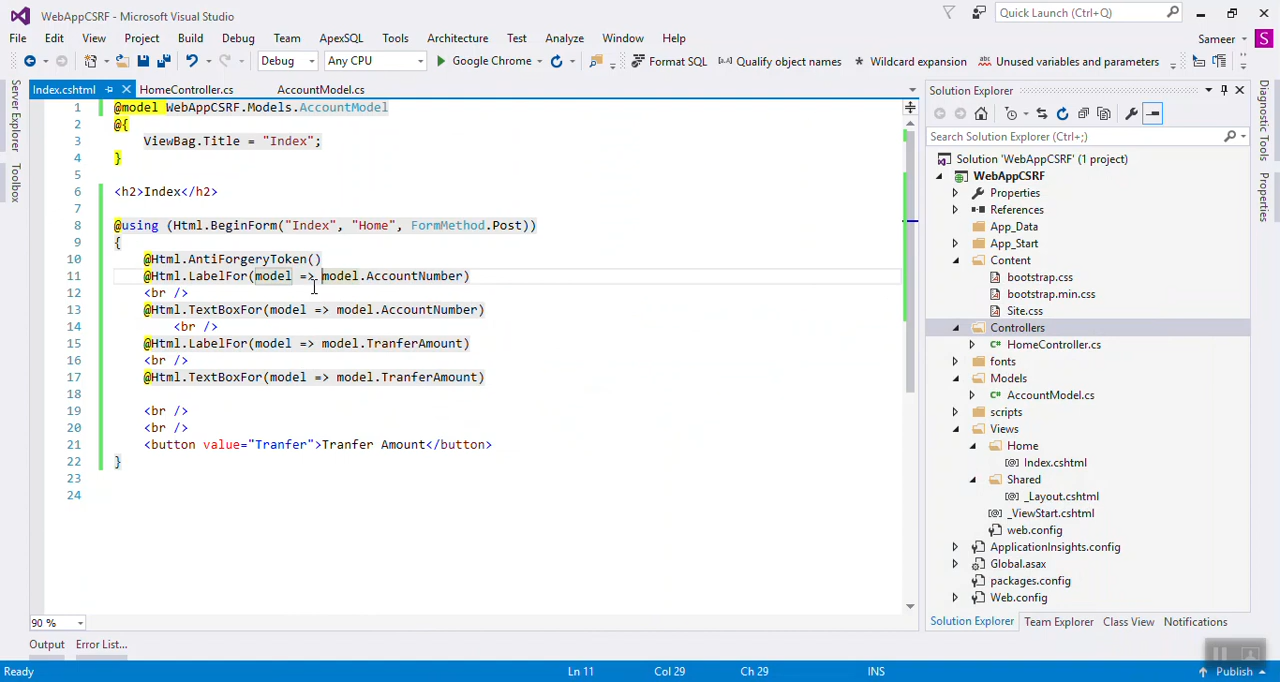 WebAppCSRF - Microsoft Visual Studio
Quick Launch (Ctrl+Q)
File Edit View Project Build Debug Team ApexSQL Tools Architecture Test Analyze Window Help
Sameer
S
Debug Any CPU Google Chrome Format SQL Qualify object names Wildcard expansion Unused variables and parameters
Index.cshtml HomeController.cs AccountModel.cs
Server Explorer
Toolbox
1 @model WebAppCSRF.Models.AccountModel
2 @{
3 ViewBag.Title = "Index";
4 }
5
6 <h2>Index</h2>
7
8 @using (Html.BeginForm("Index", "Home", FormMethod.Post))
9 {
10 @Html.AntiForgeryToken()
11 @Html.LabelFor(model => model.AccountNumber)
12 <br />
13 @Html.TextBoxFor(model => model.AccountNumber)
14 <br />
15 @Html.LabelFor(model => model.TranferAmount)
16 <br />
17 @Html.TextBoxFor(model => model.TranferAmount)
18
19 <br />
20 <br />
21 <button value="Tranfer">Tranfer Amount</button>
22 }
23
24
90 %
Output Error List...
Ready Ln 11 Col 29 Ch 29 INS Publish
Solution Explorer
Search Solution Explorer (Ctrl+;)
Solution 'WebAppCSRF' (1 project)
WebAppCSRF
Properties
References
App_Data
App_Start
Content
bootstrap.css
bootstrap.min.css
Site.css
Controllers
C# HomeController.cs
fonts
Models
C# AccountModel.cs
scripts
Views
Home
[@] Index.cshtml
Shared
[@] _Layout.cshtml
[@] _ViewStart.cshtml
web.config
ApplicationInsights.config
Global.asax
packages.config
Web.config
Solution Explorer Team Explorer Class View Notifications
Diagnostic Tools
Properties